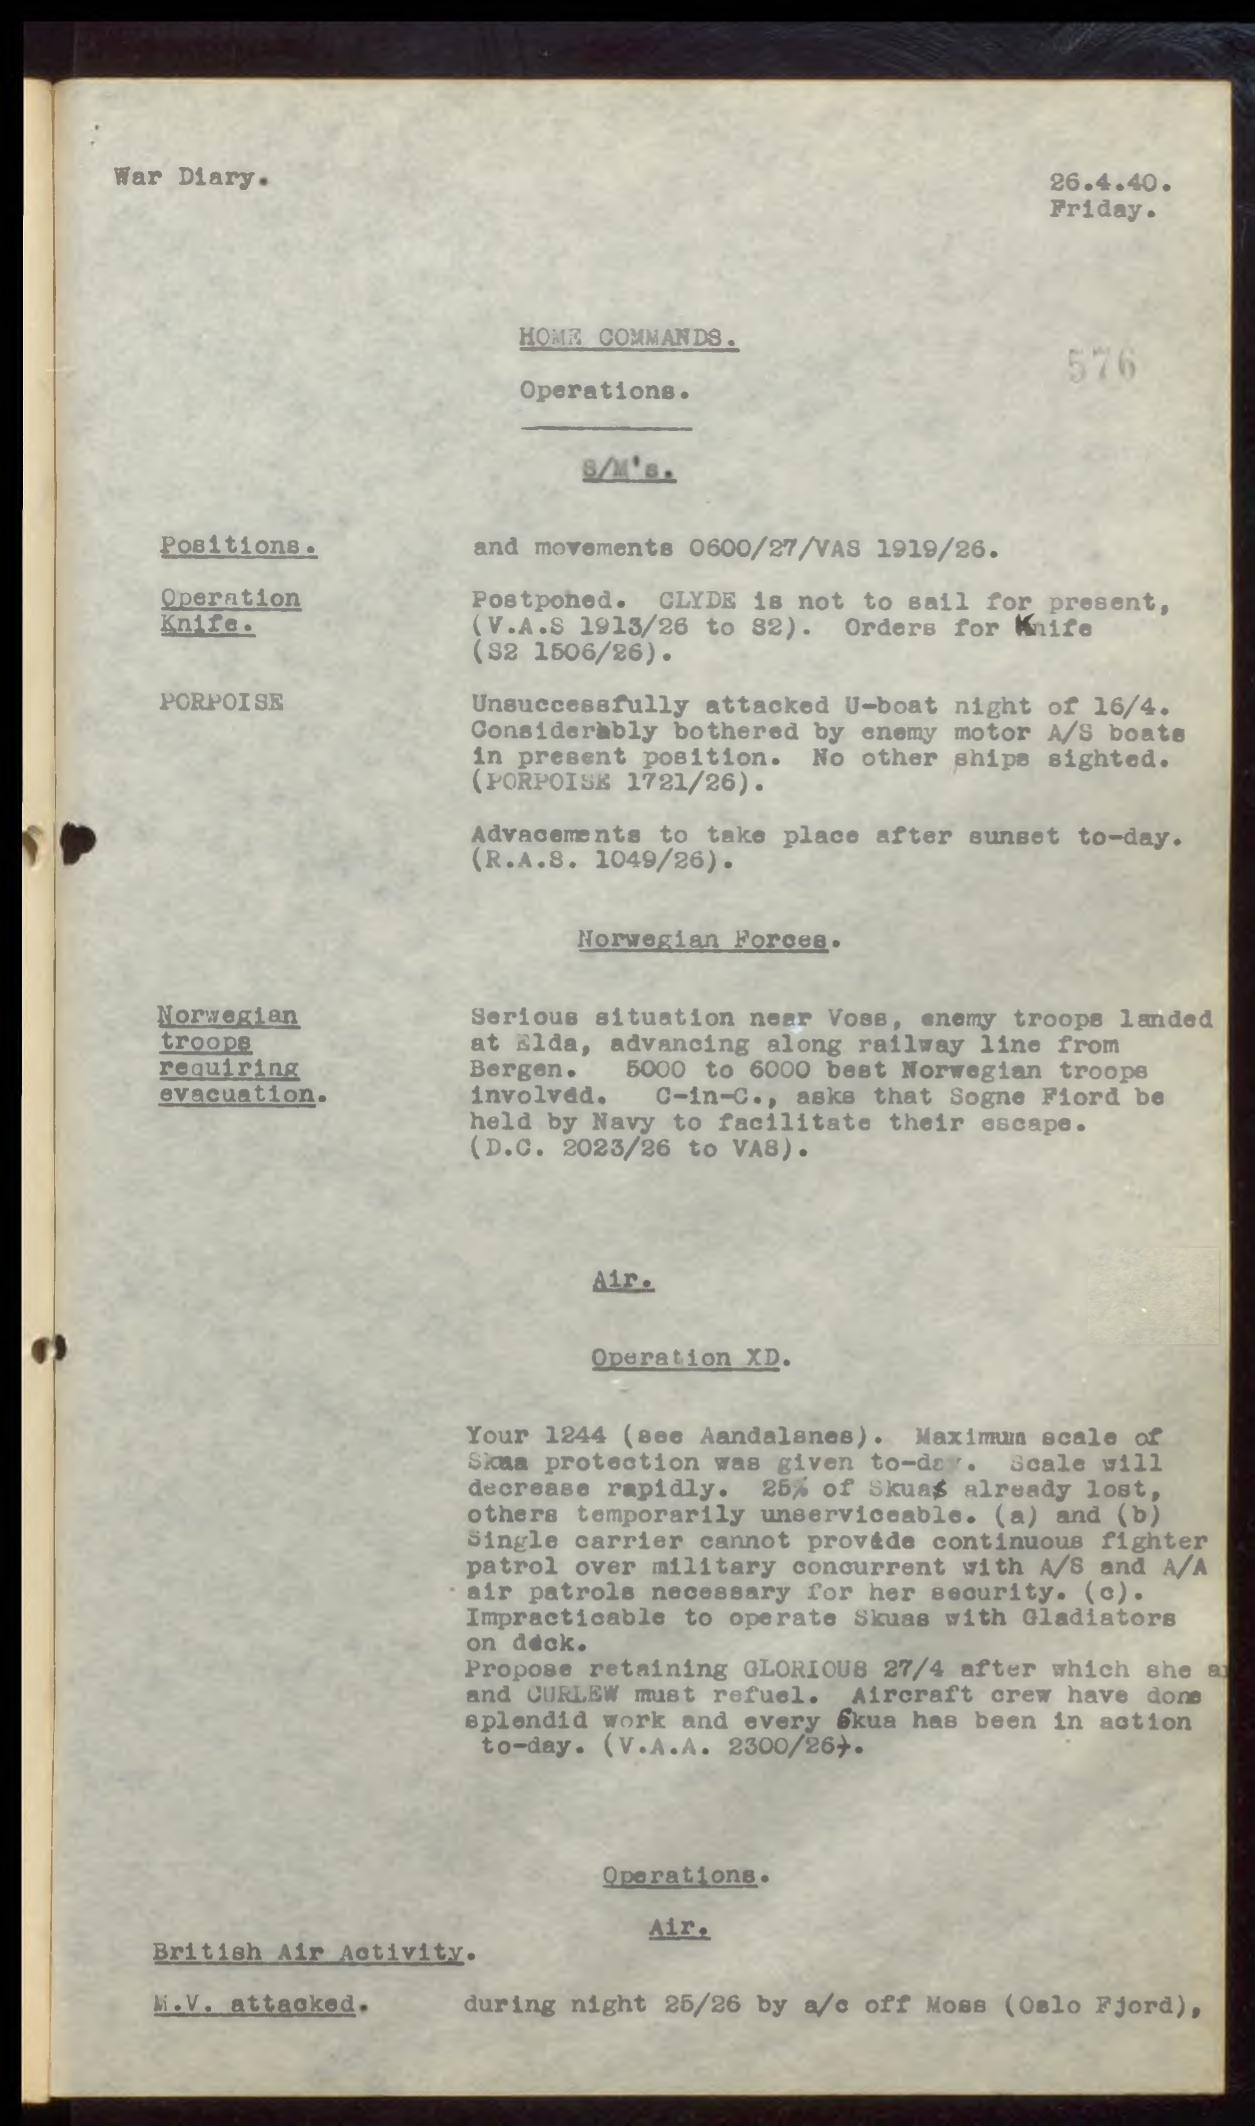 War Diary.
26.4.40.
Friday.
HOME COMMANDS.
576
Operations.
S/M's.
Positions. and movements 0600/27/VAS 1919/26.
Operation Postponed. CLYDE is not to sail for present,
Knife. (V.A.S 1913/26 to S2). Orders for Knife
(S2 1506/26).
PORPOISE Unsuccessfully attacked U-boat night of 16/4.
Considerably bothered by enemy motor A/S boats
in present position. No other ships sighted.
(PORPOISE 1721/26).
Advacements to take place after sunset to-day.
(R.A.S. 1049/26).
Norwegian Forces.
Norwegian Serious situation near Voss, enemy troops landed
troops at Elda, advancing along railway line from
requiring Bergen. 5000 to 6000 best Norwegian troops
evacuation. involved. C-in-C., asks that Sogne Fiord be
held by Navy to facilitate their escape.
(D.C. 2023/26 to VAS).
Air.
Operation XD.
Your 1244 (see Aandalsnes). Maximum scale of
Skua protection was given to-day. Scale will
decrease rapidly. 25% of Skuas already lost,
others temporarily unserviceable. (a) and (b)
Single carrier cannot provide continuous fighter
patrol over military concurrent with A/S and A/A
air patrols necessary for her security. (c).
Impracticable to operate Skuas with Gladiators
on deck.
Propose retaining GLORIOUS 27/4 after which she
and CURLEW must refuel. Aircraft crew have done
splendid work and every Skua has been in action
to-day. (V.A.A. 2300/26).
Operations.
Air.
British Air Activity.
M.V. attacked. during night 25/26 by a/c off Moss (Oslo Fjord),